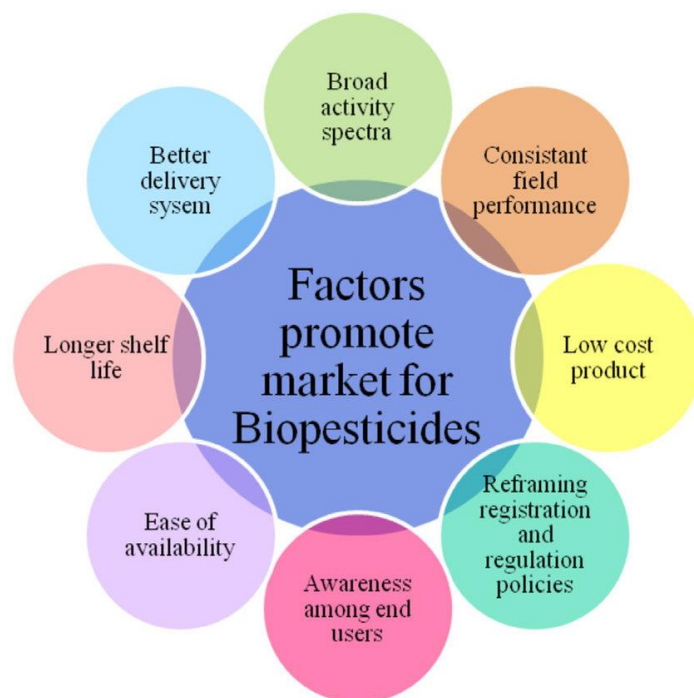 Broad
activity
spectra
Consistant
field
performance
Low cost
product
Reframing
registration
and
regulation
policies
Awareness
among end
users
Ease of
availability
Longer shelf
life
Better
delivery
sysem
Factors
promote
market for
Biopesticides